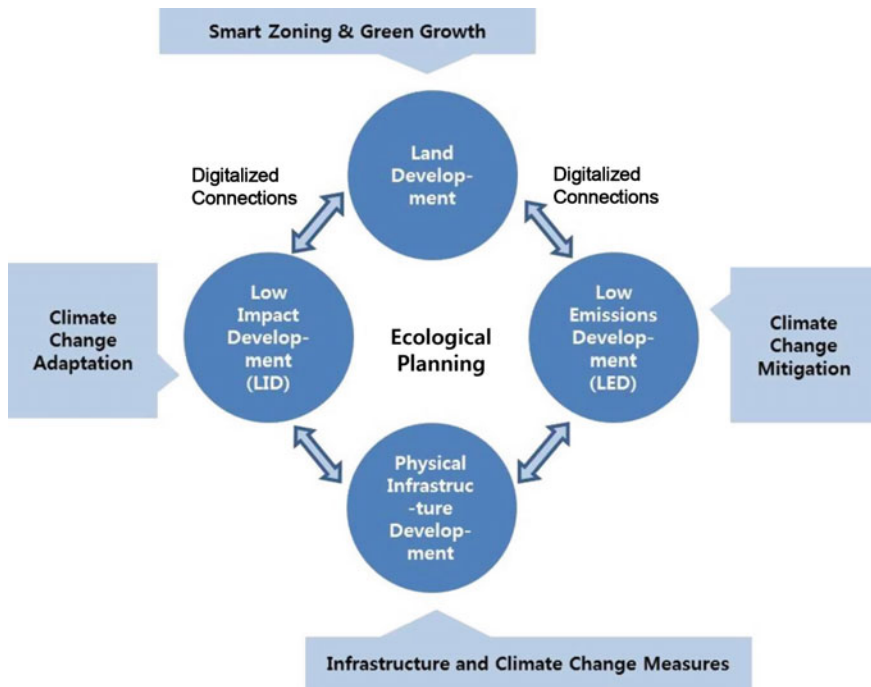 Smart Zoning & Green Growth
Land
Develop-
ment
Digitalized
Connections
Digitalized
Connections
Climate
Change
Adaptation
Low
Impact
Develop-
ment
(LID)
Ecological
Planning
Low
Emissions
Develop-
ment
(LED)
Climate
Change
Mitigation
Physical
Infrastruc
-ture
Develop-
ment
Infrastructure and Climate Change Measures